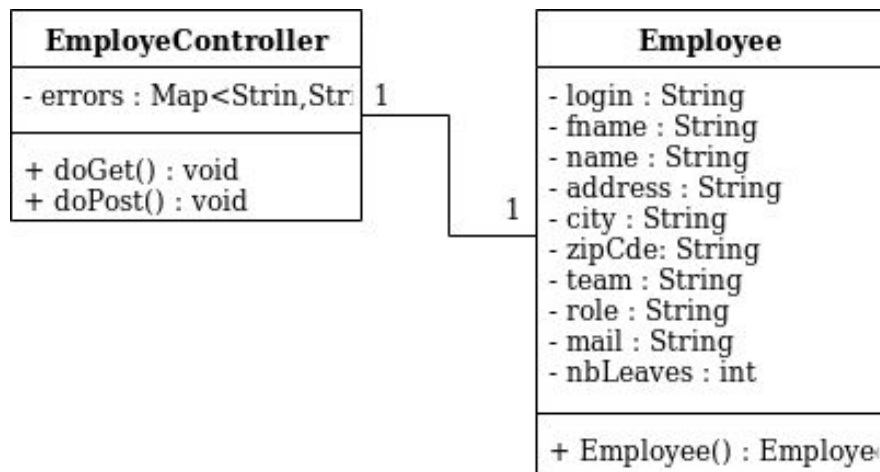 EmployeController
- errors : Map<Strin,Stri
+ doGet() : void
+ doPost() : void
1
1
Employee
- login : String
- fname : String
- name : String
- address : String
- city : String
- zipCde: String
- team : String
- role : String
- mail : String
- nbLeaves : int
+ Employee() : Employe